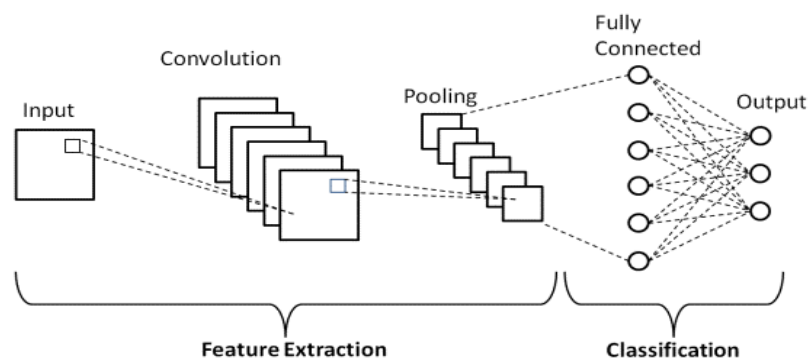 Input
Convolution
Pooling
Fully
Connected
Output
Feature Extraction
Classification